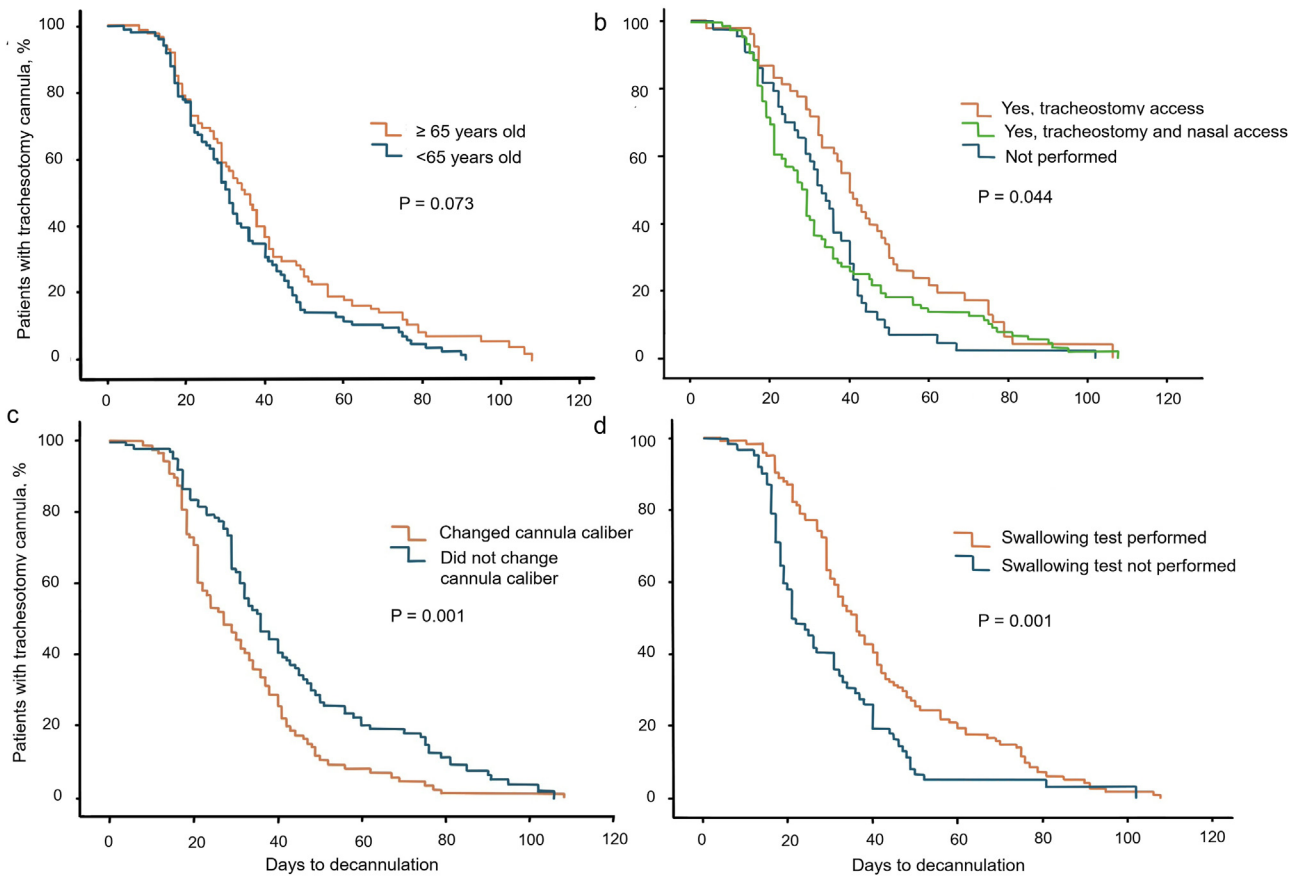 Patients with trachesotomy cannula, %
100
80
60
40
20
0
≥ 65 years old
<65 years old
P = 0.073
0 20 40 60 80 100 120
b
100
80
60
40
20
0
Yes, tracheostomy access
Yes, tracheostomy and nasal access
Not performed
P = 0.044
0 20 40 60 80 100 120
c
Patients with trachesotomy cannula, %
100
80
60
40
20
0
Changed cannula caliber
Did not change
cannula caliber
P = 0.001
0 20 40 60 80 100 120
Days to decannulation
d
100
80
60
40
20
0
Swallowing test performed
Swallowing test not performed
P = 0.001
0 20 40 60 80 100 120
Days to decannulation